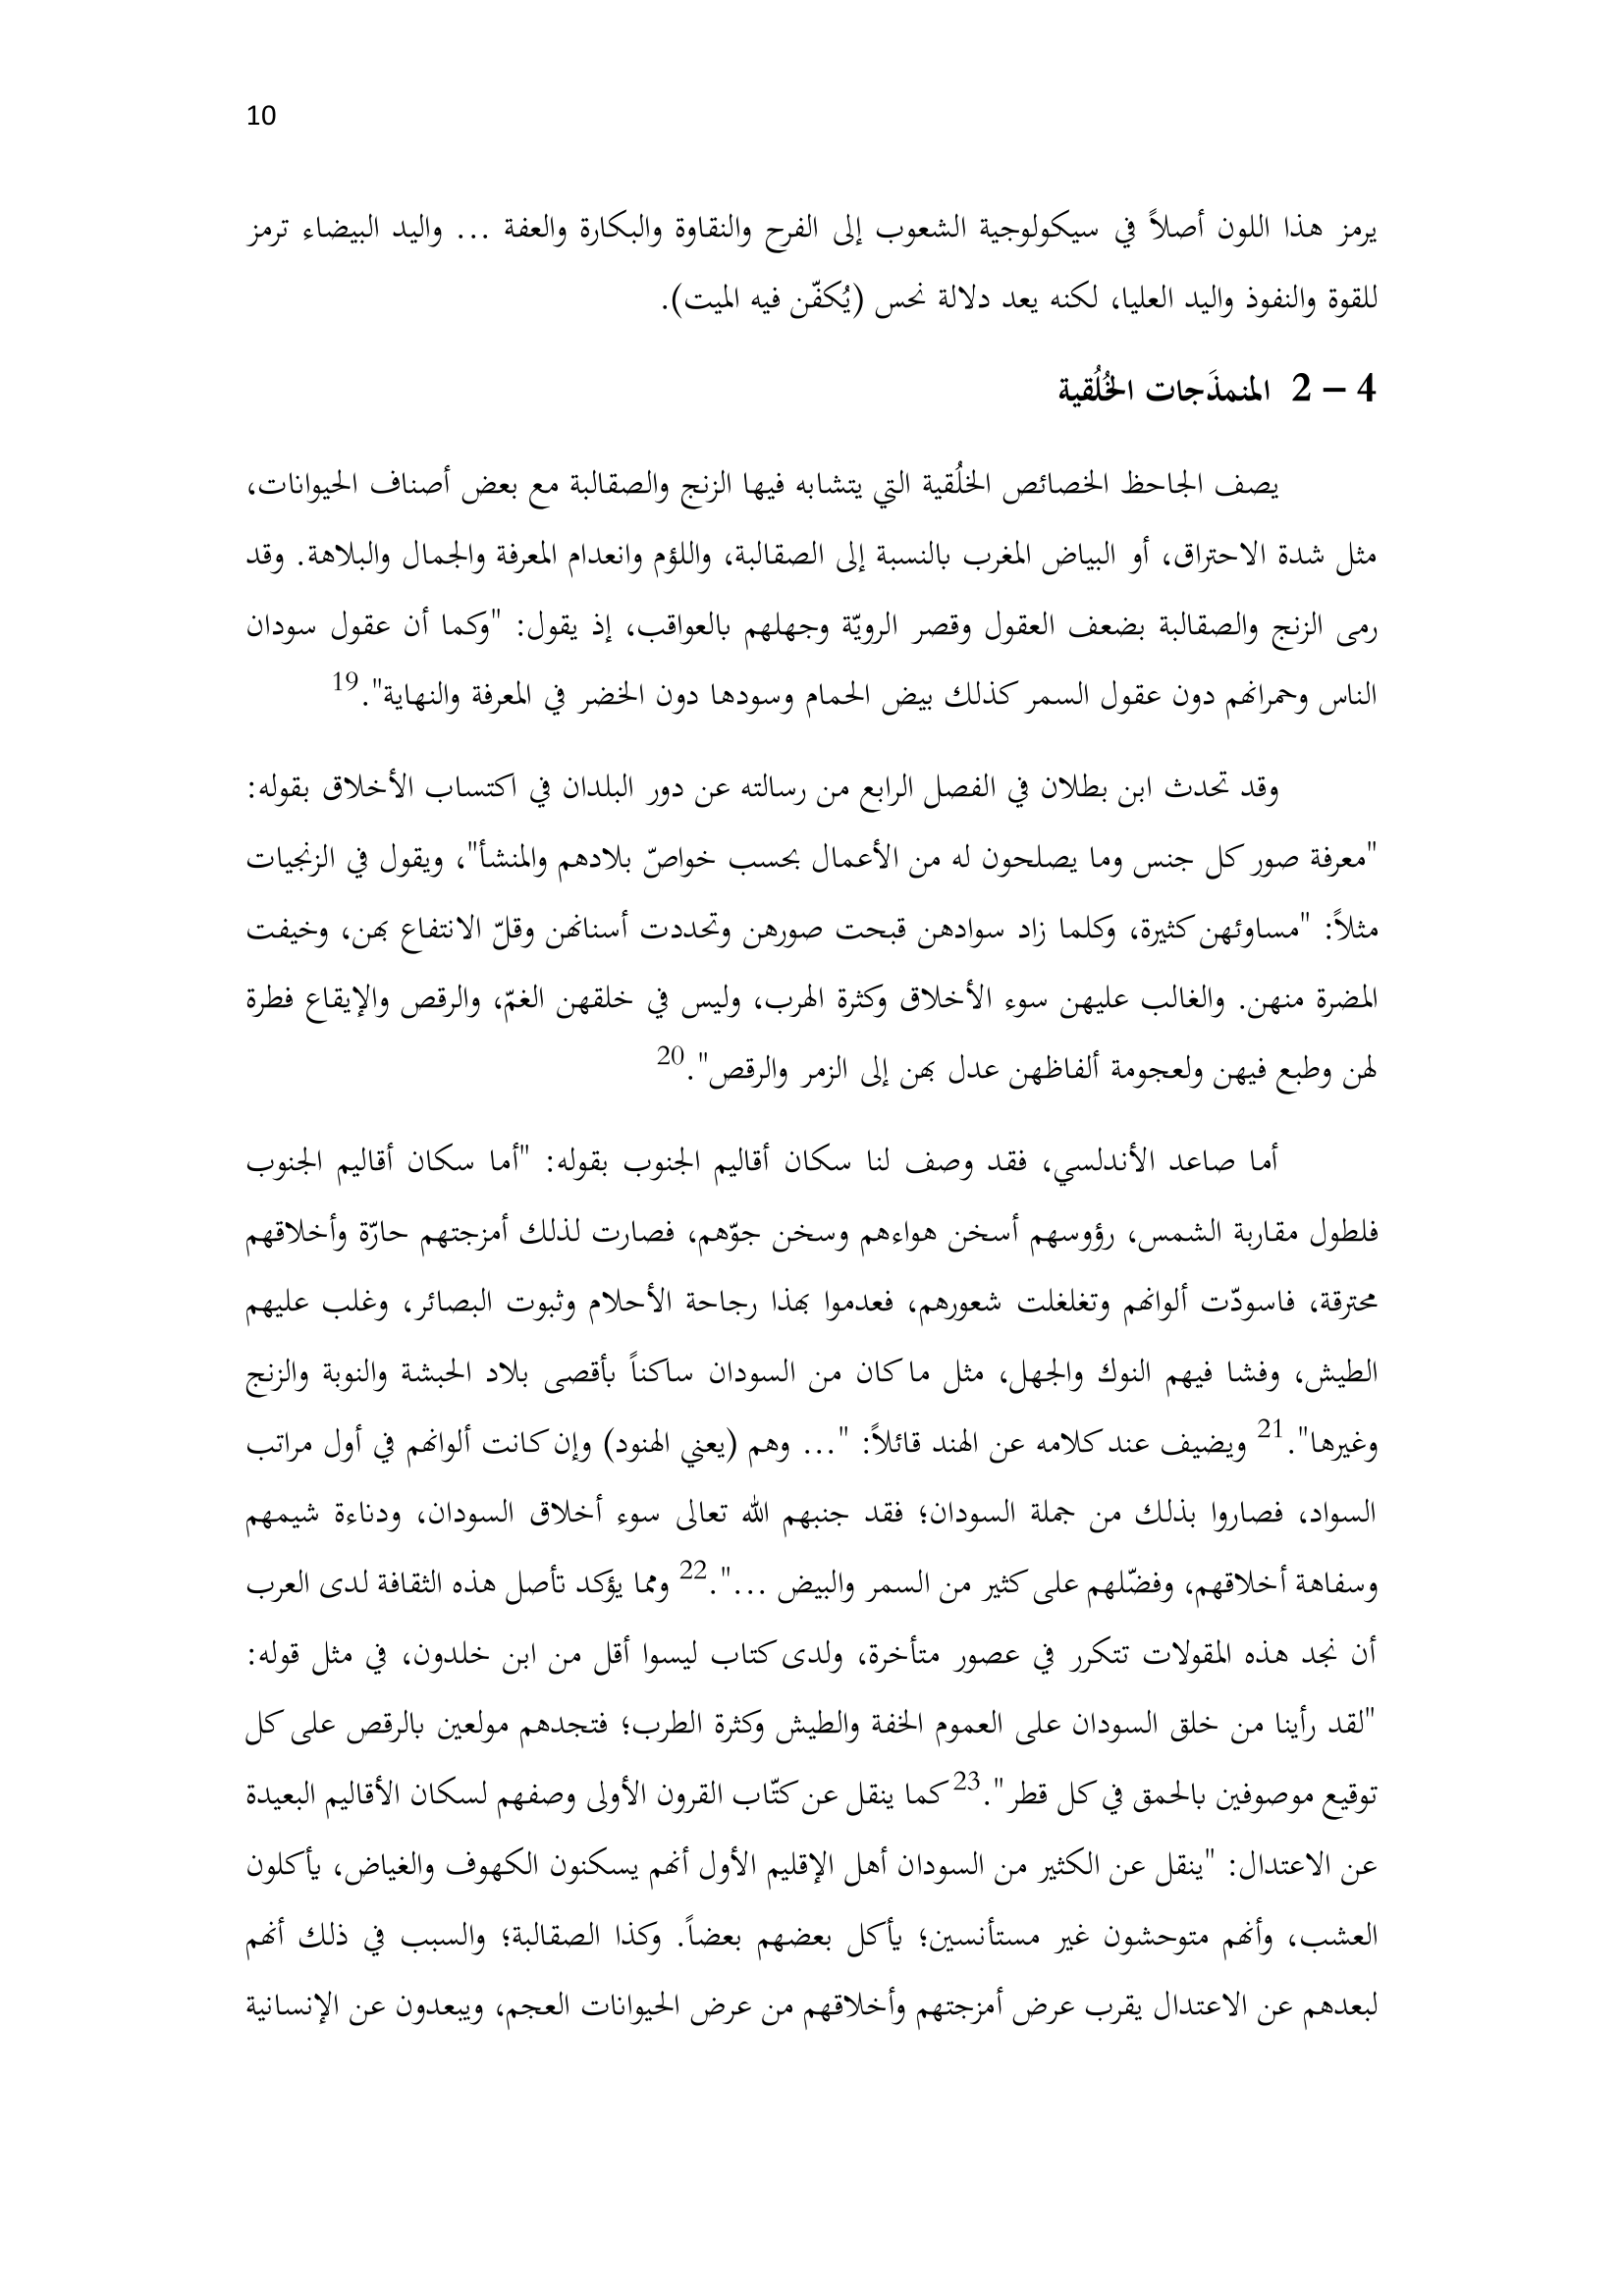 10
يرمز هذا اللون أصلاً في سيكولوجية الشعوب إلى الفرح والنقاوة والبكارة والعفة ... واليد البيضاء ترمز
للقوة والنفوذ واليد العليا، لكنه يعد دلالة نحس (يُكفّن فيه الميت).
4 – 2 المنمذَجات الخُلُقية
يصف الجاحظ الخصائص الخلُقية التي يتشابه فيها الزنج والصقالبة مع بعض أصناف الحيوانات،
مثل شدة الاحتراق، أو البياض المغرب بالنسبة إلى الصقالبة، واللؤم وانعدام المعرفة والجمال والبلاهة. وقد
رمى الزنج والصقالبة بضعف العقول وقصر الرويّة وجهلهم بالعواقب، إذ يقول: "وكما أن عقول سودان
الناس وحمرانهم دون عقول السمر كذلك بيض الحمام وسودها دون الخضر في المعرفة والنهاية".19
وقد تحدث ابن بطلان في الفصل الرابع من رسالته عن دور البلدان في اكتساب الأخلاق بقوله:
"معرفة صور كل جنس وما يصلحون له من الأعمال بحسب خواصّ بلادهم والمنشأ"، ويقول في الزنجيات
مثلاً: "مساوئهن كثيرة، وكلما زاد سوادهن قبحت صورهن وتحددت أسنانهن وقلّ الانتفاع بهن، وخيفت
المضرة منهن. والغالب عليهن سوء الأخلاق وكثرة الهرب، وليس في خلقهن الغمّ، والرقص والإيقاع فطرة
لهن وطبع فيهن ولعجومة ألفاظهن عدل بهن إلى الزمر والرقص".20
أما صاعد الأندلسي، فقد وصف لنا سكان أقاليم الجنوب بقوله: "أما سكان أقاليم الجنوب
فلطول مقاربة الشمس، رؤوسهم أسخن هواءهم وسخن جوّهم، فصارت لذلك أمزجتهم حارّة وأخلاقهم
محترقة، فاسودّت ألوانهم وتغلغلت شعورهم، فعدموا بهذا رجاحة الأحلام وثبوت البصائر، وغلب عليهم
الطيش، وفشا فيهم النوك والجهل، مثل ما كان من السودان ساكناً بأقصى بلاد الحبشة والنوبة والزنج
وغيرها".21 ويضيف عند كلامه عن الهند قائلاً: "... وهم (يعني الهنود) وإن كانت ألوانهم في أول مراتب
السواد، فصاروا بذلك من جملة السودان؛ فقد جنبهم الله تعالى سوء أخلاق السودان، ودناءة شيمهم
وسفاهة أخلاقهم، وفضّلهم على كثير من السمر والبيض ...".22 ومما يؤكد تأصل هذه الثقافة لدى العرب
أن نجد هذه المقولات تتكرر في عصور متأخرة، ولدى كتاب ليسوا أقل من ابن خلدون، في مثل قوله:
"لقد رأينا من خلق السودان على العموم الخفة والطيش وكثرة الطرب؛ فتجدهم مولعين بالرقص على كل
توقيع موصوفين بالحمق في كل قطر".23 كما ينقل عن كتّاب القرون الأولى وصفهم لسكان الأقاليم البعيدة
عن الاعتدال: "ينقل عن الكثير من السودان أهل الإقليم الأول أنهم يسكنون الكهوف والغياض، يأكلون
العشب، وأنهم متوحشون غير مستأنسين؛ يأكل بعضهم بعضاً. وكذا الصقالبة؛ والسبب في ذلك أنهم
لبعدهم عن الاعتدال يقرب عرض أمزجتهم وأخلاقهم من عرض الحيوانات العجم، ويبعدون عن الإنسانية